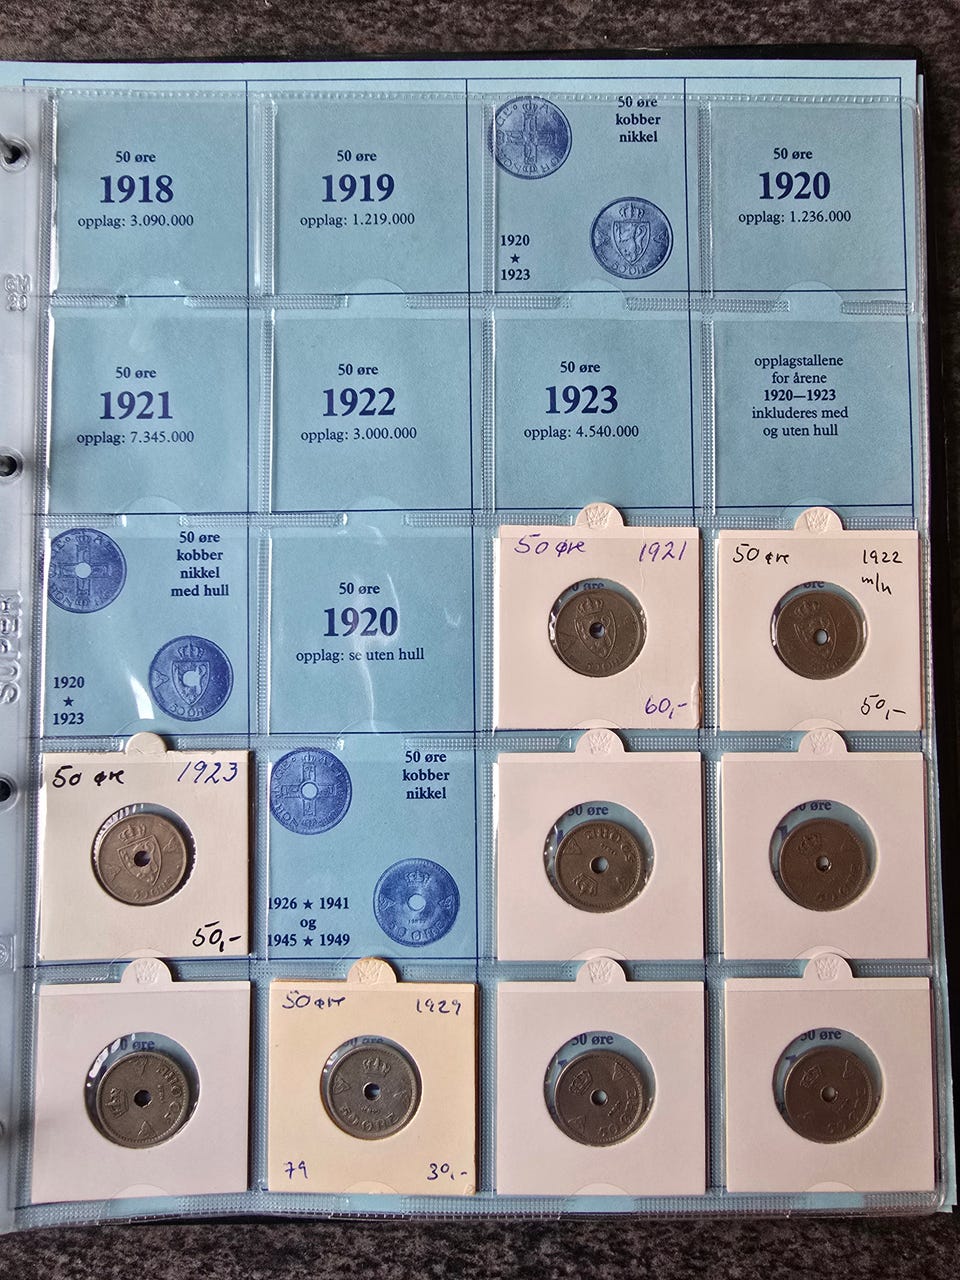 50 øre
1918
opplag: 3.090.000
50 øre
1919
opplag: 1.219.000
50 øre
kobber
nikkel
1920
★
1923
50 øre
1920
opplag: 1.236.000
50 øre
1921
opplag: 7.345.000
50 øre
1922
opplag: 3.000.000
50 øre
1923
opplag: 4.540.000
opplagstallene
for årene
1920—1923
inkluderes med
og uten hull
50 øre
kobber
nikkel
med hull
1920
★
1923
50 øre
1920
opplag: se uten hull
50 øre 1921
60,-
50 øre 1922
m/h
50,-
50 øre 1923
50,-
50 øre
kobber
nikkel
1926 ★ 1941
og
1945 ★ 1949
50 øre
50 øre
øre
50 øre 1929
79 30,-
50 øre
50 øre
SUPER